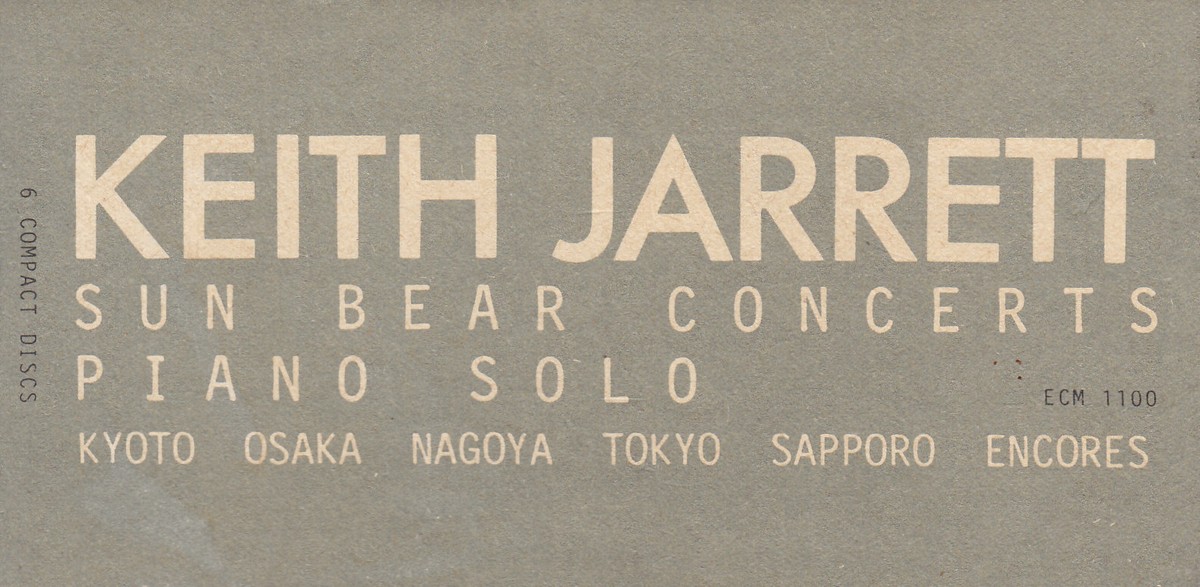 KEITH JARRETT
SUN BEAR CONCERTS
PIANO SOLO
ECM 1100
KYOTO OSAKA NAGOYA TOKYO SAPPORO ENCORES
6 COMPACT DISCS